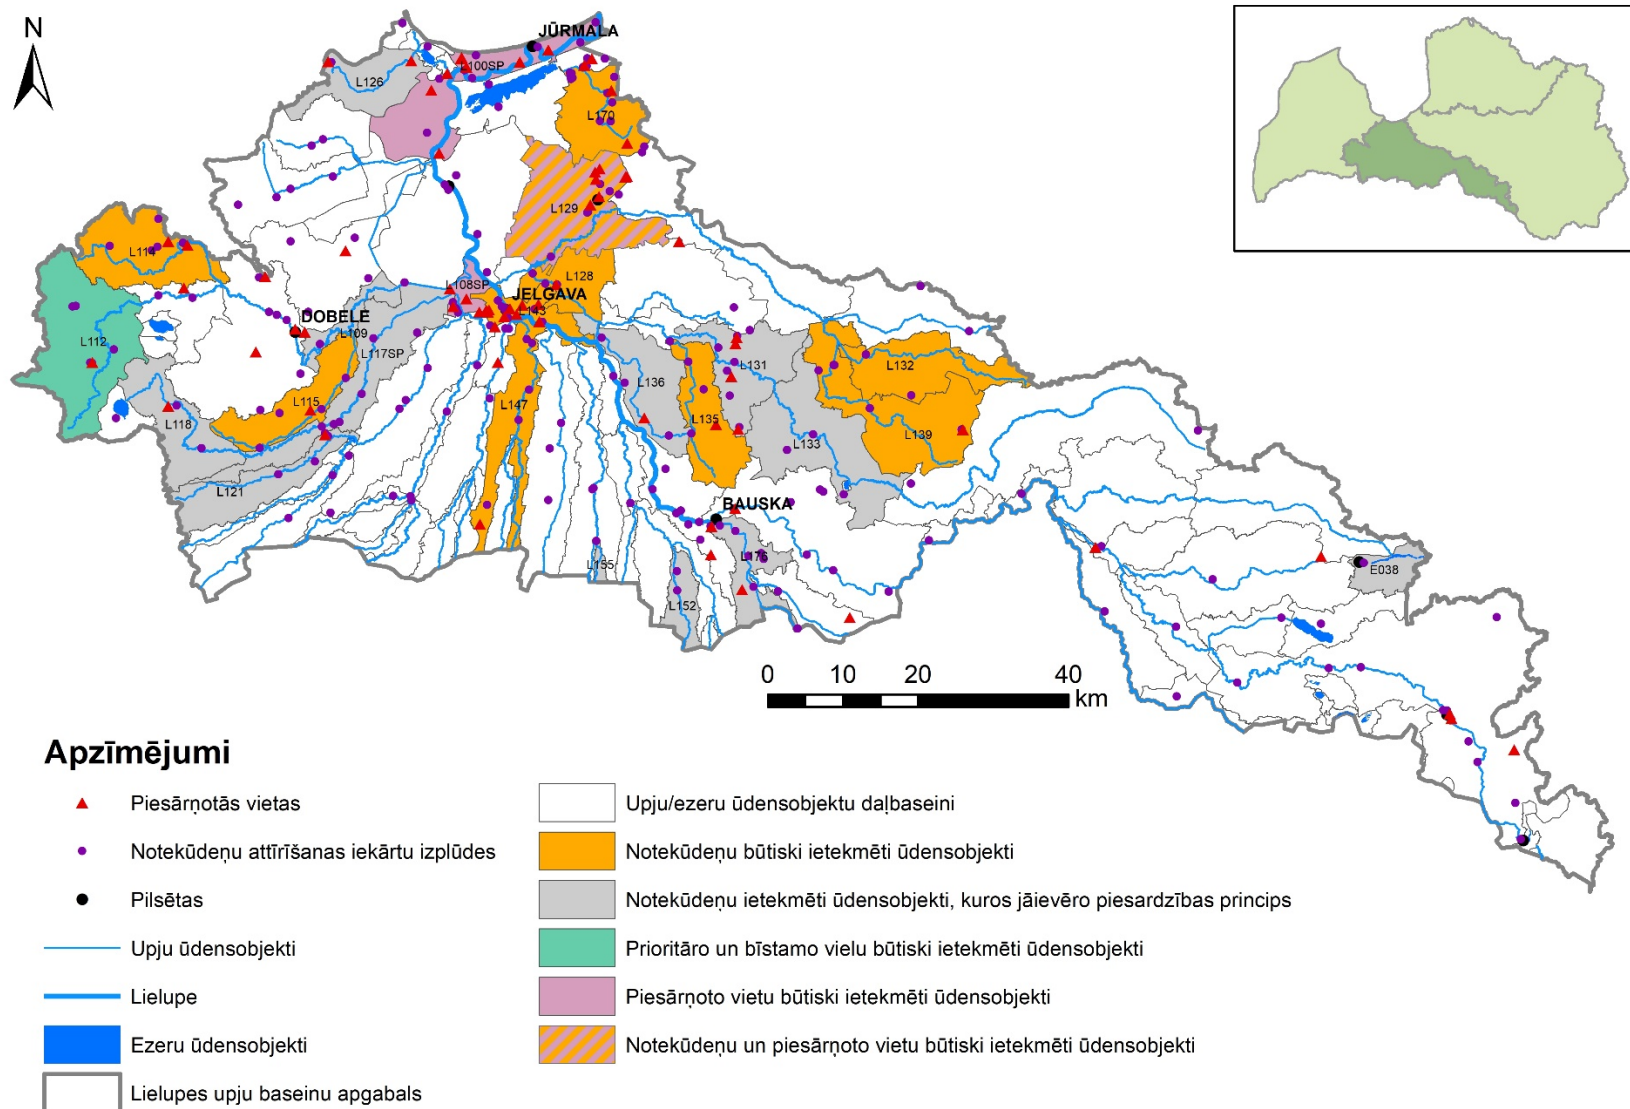 N
JŪRMALA
L100SP
L126
L170
L129
L114
L128
L108SP
JELGAVA
L143
DOBELE
L109
L112
L117SP
L131
L132
L136
L115
L147
L135
L118
L139
L133
L121
BAUSKA
L176
L155
E038
L152
0 10 20 40
km
Apzīmējumi
Piesārņotās vietas
Notekūdeņu attīrīšanas iekārtu izplūdes
Pilsētas
Upju ūdensobjekti
Lielupe
Ezeru ūdensobjekti
Lielupes upju baseinu apgabals
Upju/ezeru ūdensobjektu daļbaseini
Notekūdeņu būtiski ietekmēti ūdensobjekti
Notekūdeņu ietekmēti ūdensobjekti, kuros jāievēro piesardzības princips
Prioritāro un bīstamo vielu būtiski ietekmēti ūdensobjekti
Piesārņoto vietu būtiski ietekmēti ūdensobjekti
Notekūdeņu un piesārņoto vietu būtiski ietekmēti ūdensobjekti